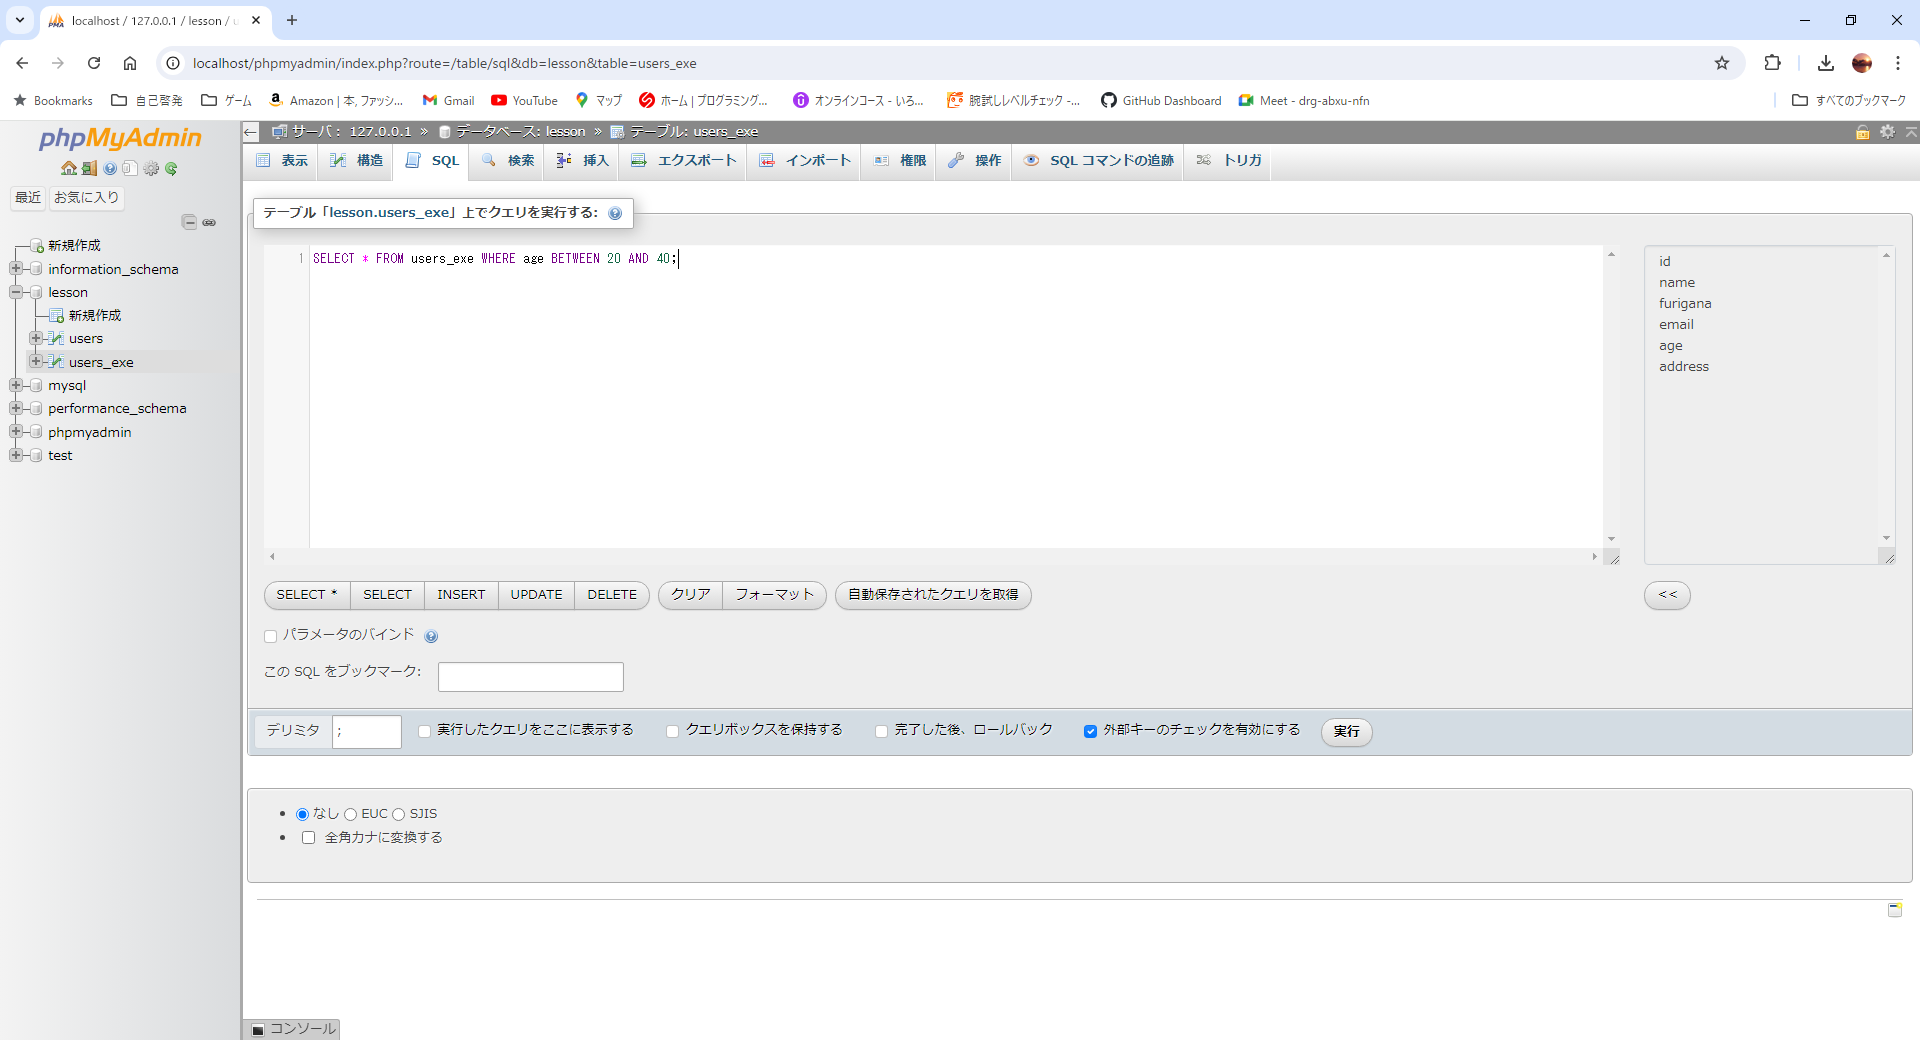 localhost / 127.0.0.1 / lesson / u
localhost/phpmyadmin/index.php?route=/table/sql&db=lesson&table=users_exe
Bookmarks 自己啓発 ゲーム Amazon | 本, ファッシ... Gmail YouTube マップ ホーム | プログラミング... オンラインコース - いろ... 腕試しレベルチェック -... GitHub Dashboard Meet - drg-abxu-nfn すべてのブックマーク
phpMyAdmin
最近 お気に入り
新規作成
information_schema
lesson
新規作成
users
users_exe
mysql
performance_schema
phpmyadmin
test
サーバ: 127.0.0.1 » データベース: lesson » テーブル: users_exe
表示 構造 SQL 検索 挿入 エクスポート インポート 権限 操作 SQL コマンドの追跡 トリガ
テーブル「lesson.users_exe」上でクエリを実行する:
1 SELECT * FROM users_exe WHERE age BETWEEN 20 AND 40;
id
name
furigana
email
age
address
SELECT * SELECT INSERT UPDATE DELETE クリア フォーマット 自動保存されたクエリを取得 <<
パラメータのバインド
この SQL をブックマーク:
デリミタ ; 実行したクエリをここに表示する クエリボックスを保持する 完了した後、ロールバック 外部キーのチェックを有効にする 実行
なし EUC SJIS
全角カナに変換する
コンソール